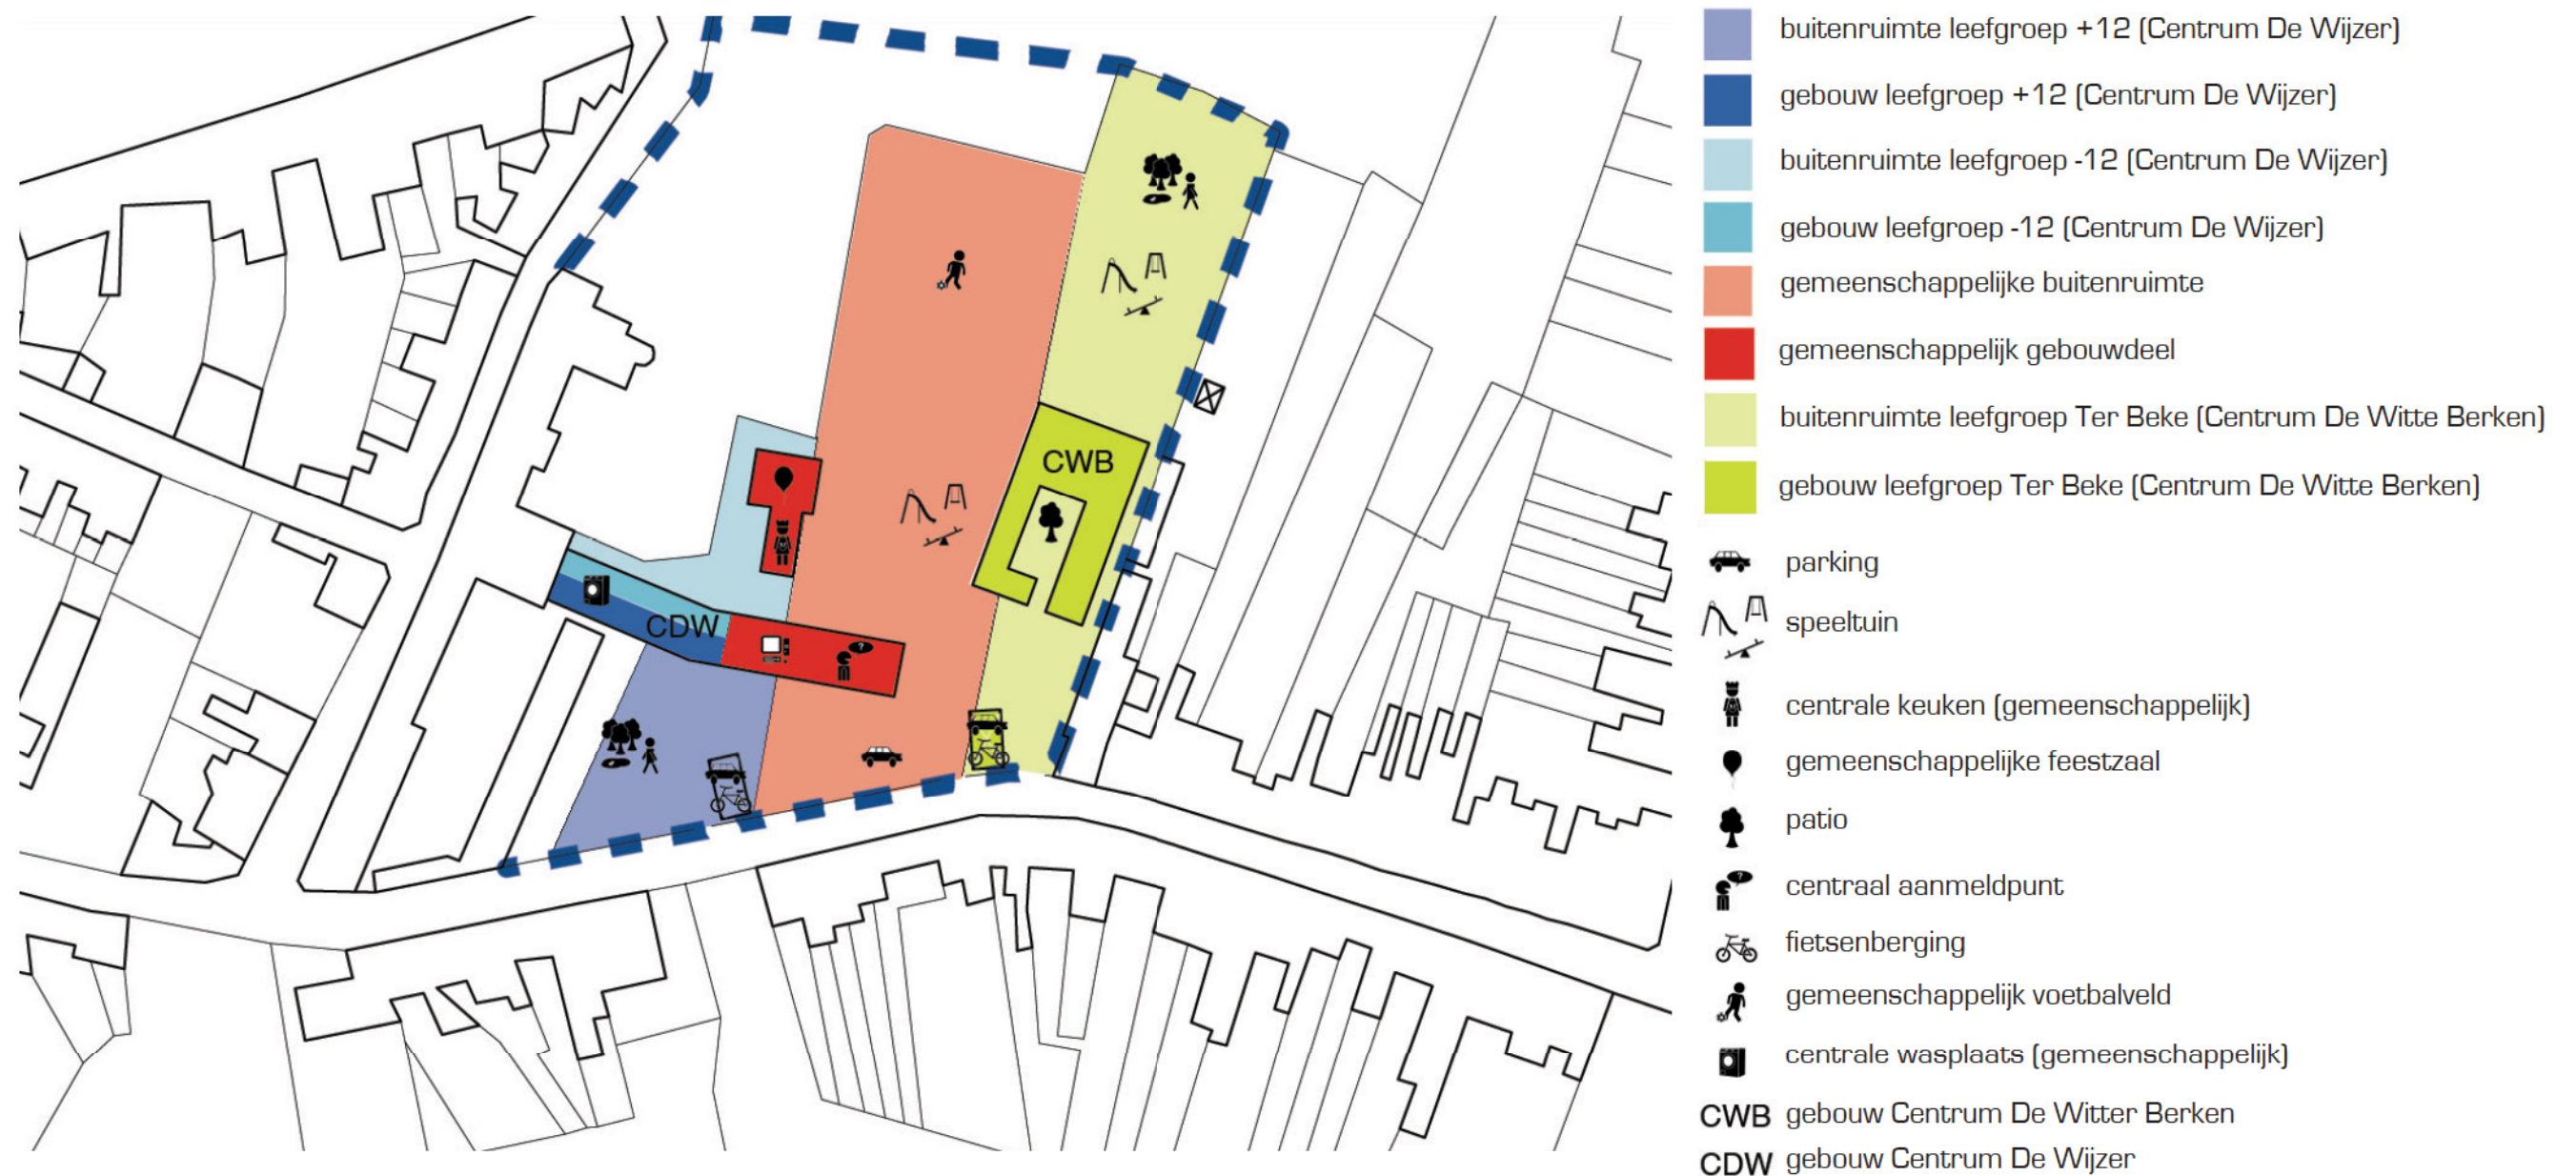 CWB
CDW
buitenruimte leefgroep +12 (Centrum De Wijzer)
gebouw leefgroep +12 (Centrum De Wijzer)
buitenruimte leefgroep -12 (Centrum De Wijzer)
gebouw leefgroep -12 (Centrum De Wijzer)
gemeenschappelijke buitenruimte
gemeenschappelijk gebouwdeel
buitenruimte leefgroep Ter Beke (Centrum De Witte Berken)
gebouw leefgroep Ter Beke (Centrum De Witte Berken)
parking
speeltuin
centrale keuken (gemeenschappelijk)
gemeenschappelijke feestzaal
patio
centraal aanmeldpunt
fietsenberging
gemeenschappelijk voetbalveld
centrale wasplaats (gemeenschappelijk)
CWB gebouw Centrum De Witter Berken
CDW gebouw Centrum De Wijzer